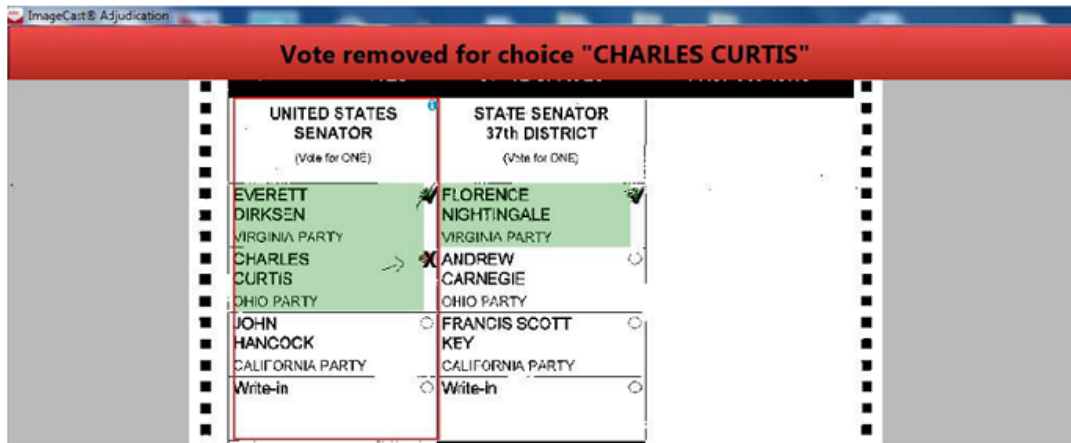 ImageCast® Adjudication
Vote removed for choice "CHARLES CURTIS"
UNITED STATES
SENATOR
(Vote for ONE)
EVERETT
DIRKSEN
VIRGINIA PARTY
CHARLES
CURTIS
OHIO PARTY
JOHN
HANCOCK
CALIFORNIA PARTY
Write-in
STATE SENATOR
37th DISTRICT
(Vote for ONE)
FLORENCE
NIGHTINGALE
VIRGINIA PARTY
ANDREW
CARNEGIE
OHIO PARTY
FRANCIS SCOTT
KEY
CALIFORNIA PARTY
Write-in